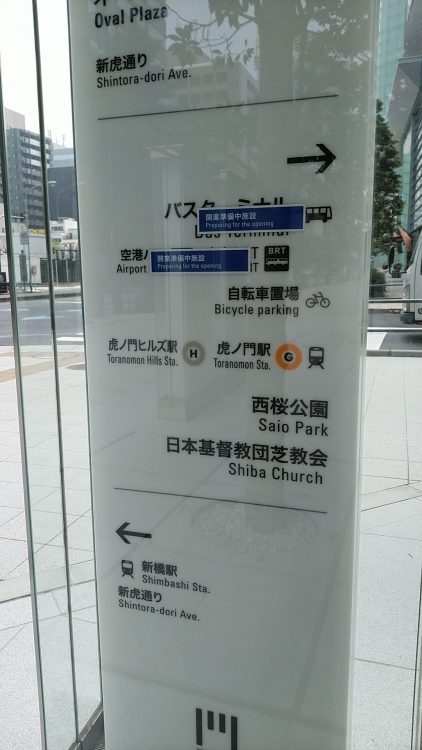 Oval Plaza
新虎通り
Shintora-dori Ave.
→
バスターミナル
開業準備中施設
Preparing for the opening
Bus Terminal
空港
開業準備中施設
BRT
Airport
Preparing for the opening
自転車置場
Bicycle parking
虎ノ門ヒルズ駅 H 虎ノ門駅 G
Toranomon Hills Sta. Toranomon Sta.
西桜公園
Saio Park
日本基督教団芝教会
Shiba Church
←
新橋駅
Shimbashi Sta.
新虎通り
Shintora-dori Ave.